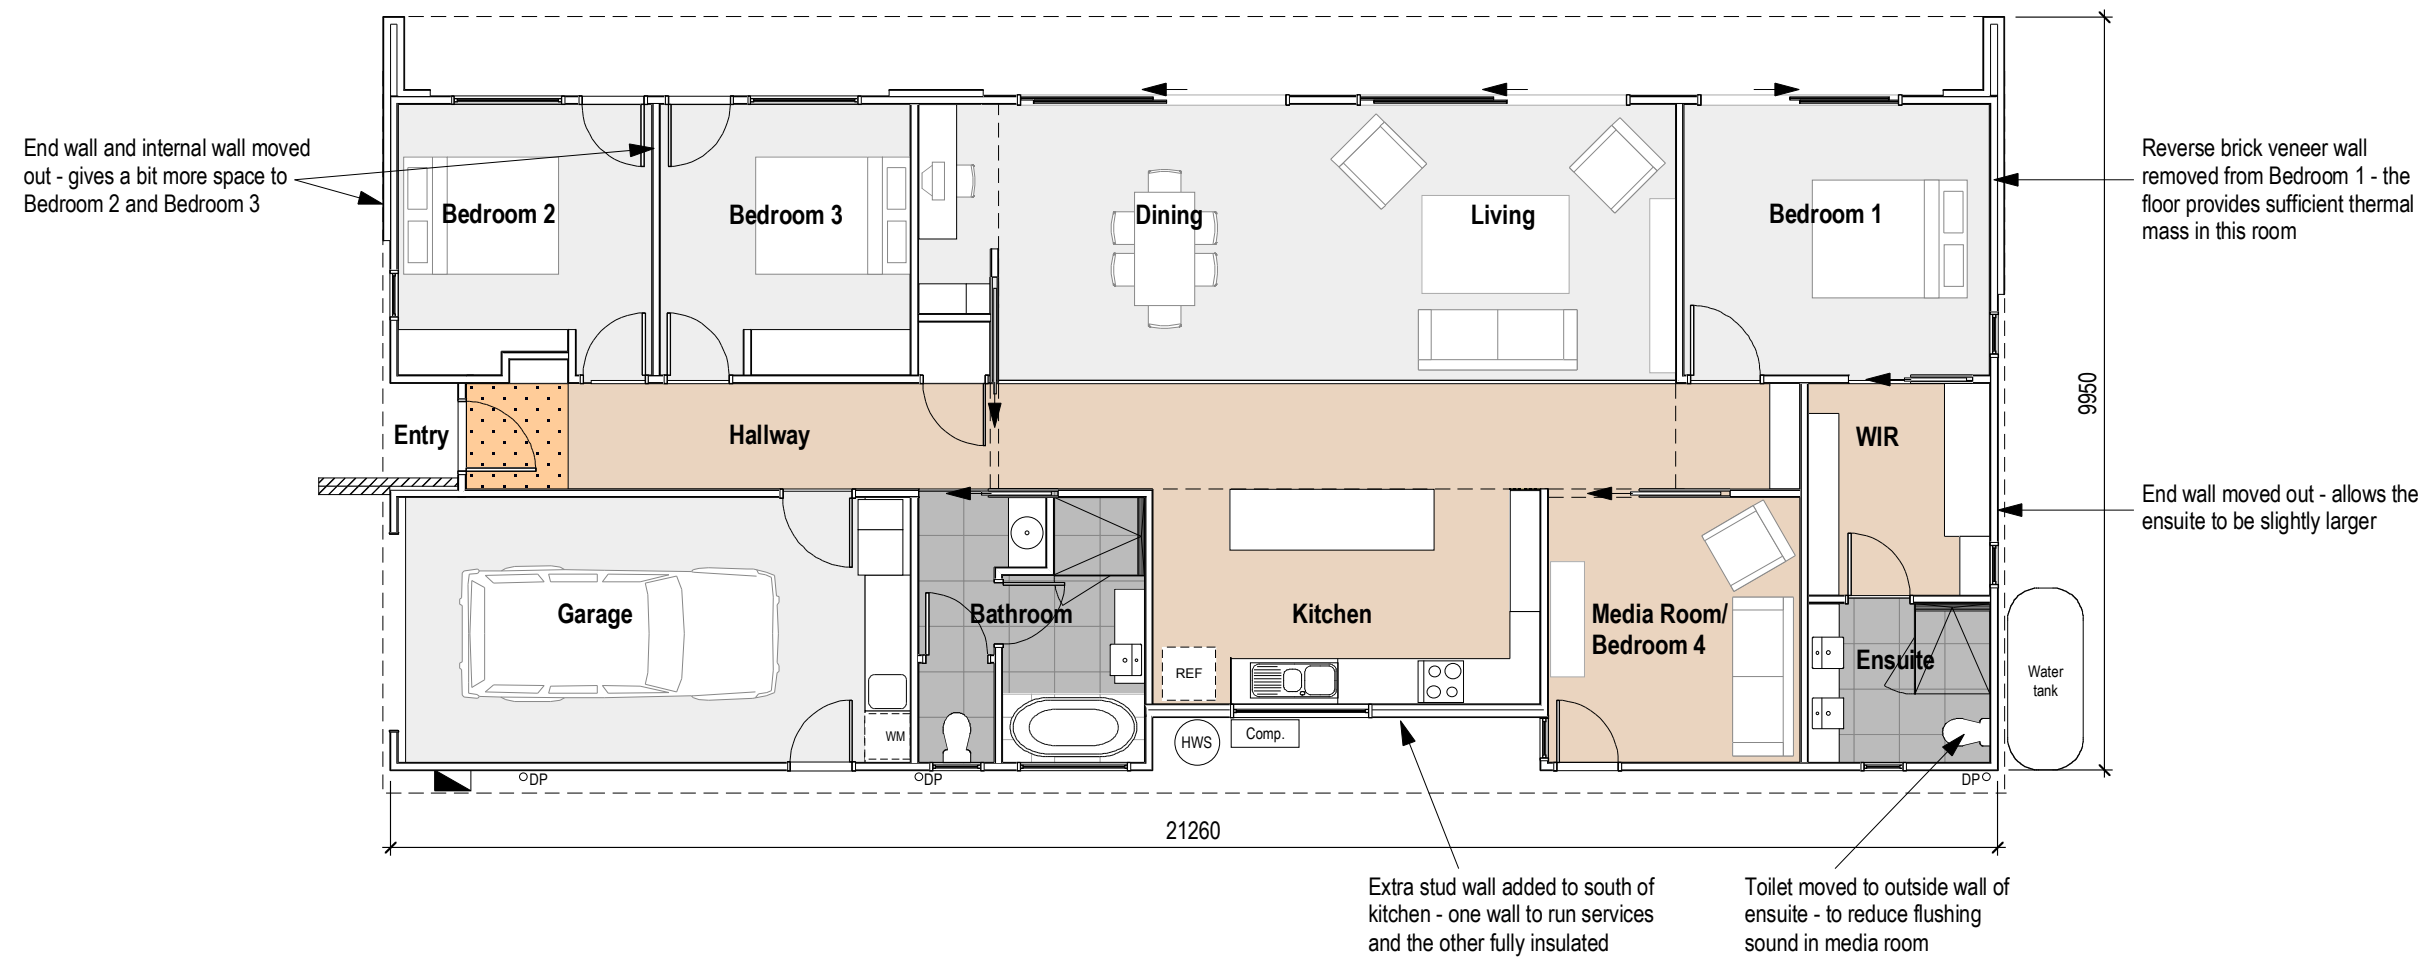 End wall and internal wall moved
out - gives a bit more space to
Bedroom 2 and Bedroom 3
Bedroom 2
Bedroom 3
Dining
Living
Bedroom 1
Reverse brick veneer wall
removed from Bedroom 1 - the
floor provides sufficient thermal
mass in this room
9950
Entry
Hallway
WIR
End wall moved out - allows the
ensuite to be slightly larger
Garage
Bathroom
Kitchen
Media Room/
Bedroom 4
Ensuite
REF
Water
tank
WM
HWS
Comp.
DP
DP
DP
21260
Extra stud wall added to south of
kitchen - one wall to run services
and the other fully insulated
Toilet moved to outside wall of
ensuite - to reduce flushing
sound in media room